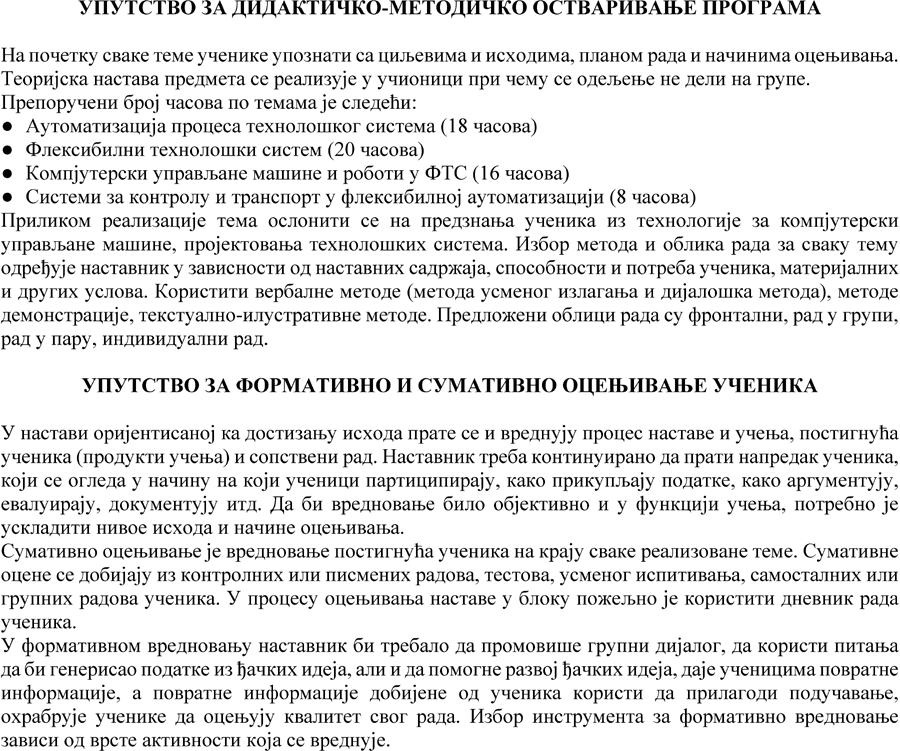 УПУТСТВО ЗА ДИДАКТИЧКО-МЕТОДИЧКО ОСТВАРИВАЊЕ ПРОГРАМА
На почетку сваке теме ученике упознати са циљевима и исходима, планом рада и начинима оцењивања.
Теоријска настава предмета се реализује у учионици при чему се одељење не дели на групе.
Препоручени број часова по темама је следећи:
● Аутоматизација процеса технолошког система (18 часова)
● Флексибилни технолошки систем (20 часова)
● Компјутерски управљане машине и роботи у ФТС (16 часова)
● Системи за контролу и транспорт у флексибилној аутоматизацији (8 часова)
Приликом реализације тема ослонити се на предзнања ученика из технологије за компјутерски
управљане машине, пројектовања технолошких система. Избор метода и облика рада за сваку тему
одређује наставник у зависности од наставних садржаја, способности и потреба ученика, материјалних
и других услова. Користити вербалне методе (метода усменог излагања и дијалошка метода), методе
демонстрације, текстуално-илустративне методе. Предложени облици рада су фронтални, рад у групи,
рад у пару, индивидуални рад.
УПУТСТВО ЗА ФОРМАТИВНО И СУМАТИВНО ОЦЕЊИВАЊЕ УЧЕНИКА
У настави оријентисаној ка достизању исхода прате се и вреднују процес наставе и учења, постигнућа
ученика (продукти учења) и сопствени рад. Наставник треба континуирано да прати напредак ученика,
који се огледа у начину на који ученици партиципирају, како прикупљају податке, како аргументују,
евалуирају, документују итд. Да би вредновање било објективно и у функцији учења, потребно је
ускладити нивое исхода и начине оцењивања.
Сумативно оцењивање је вредновање постигнућа ученика на крају сваке реализоване теме. Сумативне
оцене се добијају из контролних или писмених радова, тестова, усменог испитивања, самосталних или
групних радова ученика. У процесу оцењивања наставе у блоку пожељно је користити дневник рада
ученика.
У формативном вредновању наставник би требало да промовише групни дијалог, да користи питања
да би генерисао податке из ђачких идеја, али и да помогне развој ђачких идеја, даје ученицима повратне
информације, а повратне информације добијене од ученика користи да прилагоди подучавање,
охрабрује ученике да оцењују квалитет свог рада. Избор инструмента за формативно вредновање
зависи од врсте активности која се вреднује.